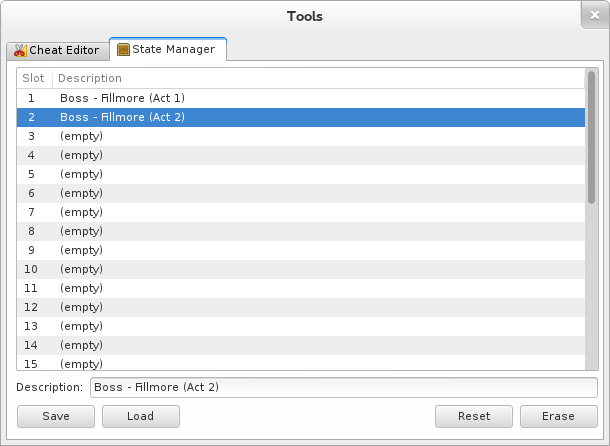 Tools
Cheat Editor State Manager
Slot Description
1 Boss - Fillmore (Act 1)
2 Boss - Fillmore (Act 2)
3 (empty)
4 (empty)
5 (empty)
6 (empty)
7 (empty)
8 (empty)
9 (empty)
10 (empty)
11 (empty)
12 (empty)
13 (empty)
14 (empty)
15 (empty)
Description: Boss - Fillmore (Act 2)
Save Load Reset Erase